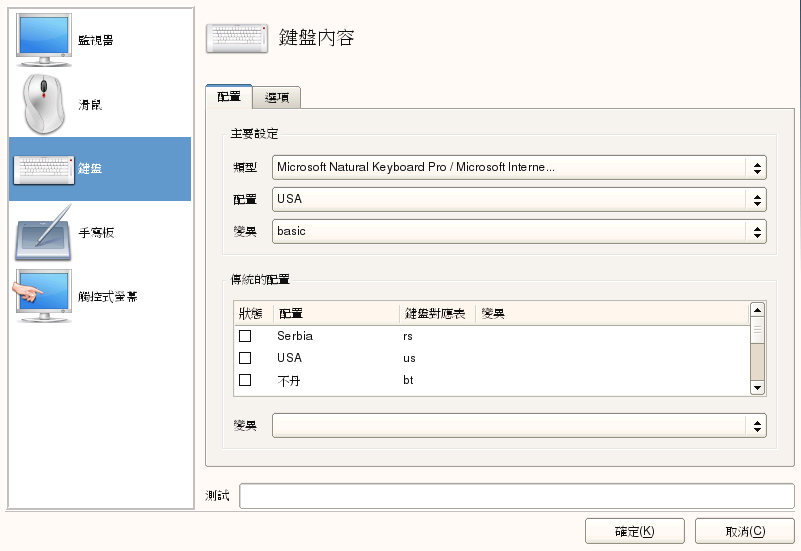 監視器
滑鼠
鍵盤
手寫板
觸控式螢幕
鍵盤內容
配置 選項
主要設定
類型 Microsoft Natural Keyboard Pro / Microsoft Interne...
配置 USA
變異 basic
傳統的配置
狀態 配置 鍵盤對應表 變異
Serbia rs
USA us
不丹 bt
變異
測試
確定(K) 取消(C)